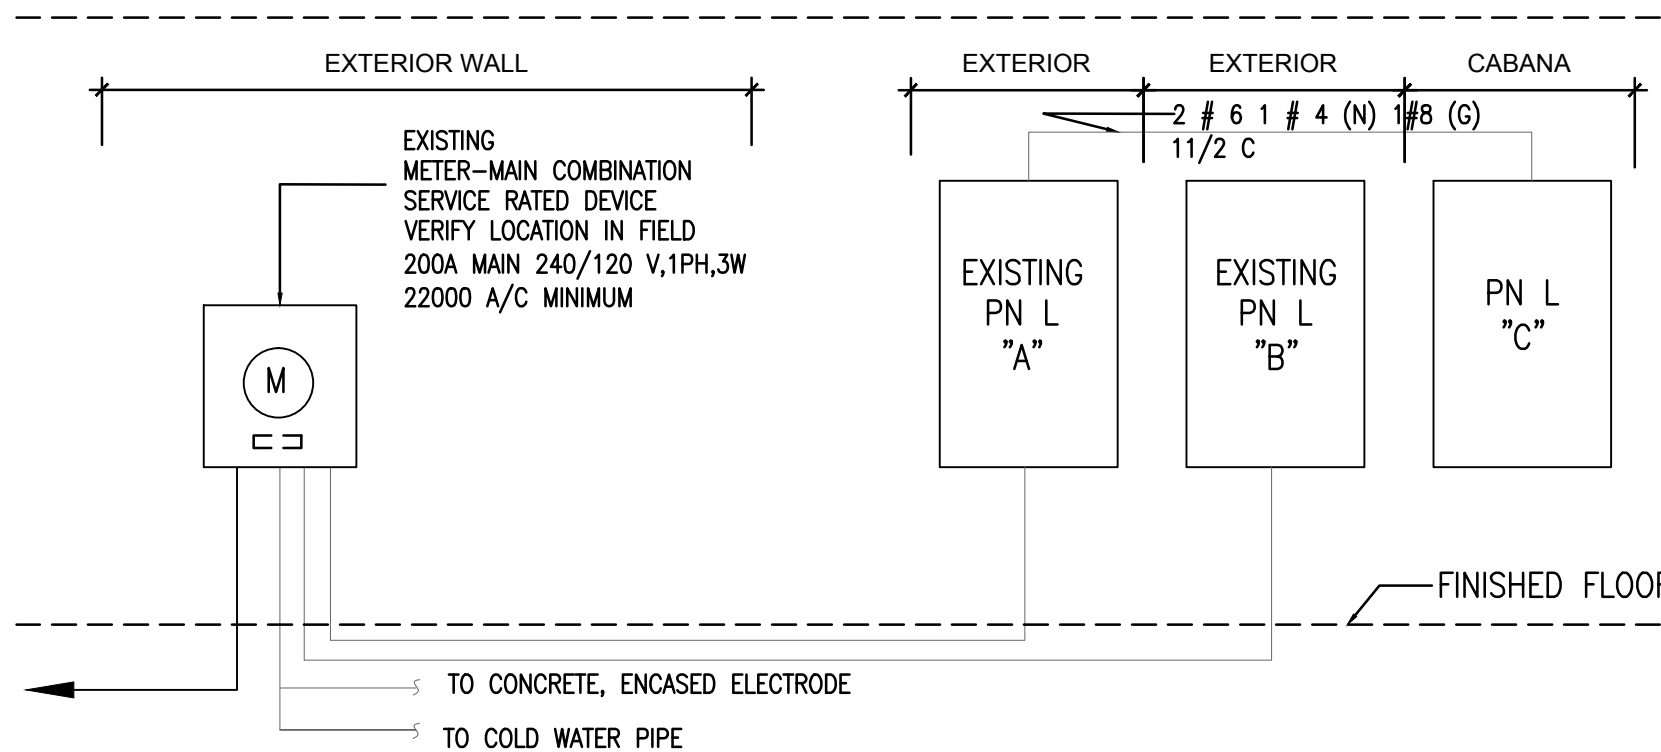 EXTERIOR WALL
EXTERIOR
EXTERIOR
CABANA
2 # 6 1 # 4 (N) 1#8 (G)
11/2 C
EXISTING
METER-MAIN COMBINATION
SERVICE RATED DEVICE
VERIFY LOCATION IN FIELD
200A MAIN 240/120 V,1PH,3W
22000 A/C MINIMUM
M
EXISTING
PN L
"A"
EXISTING
PN L
"B"
PN L
"C"
FINISHED FLOOR
TO CONCRETE, ENCASED ELECTRODE
TO COLD WATER PIPE